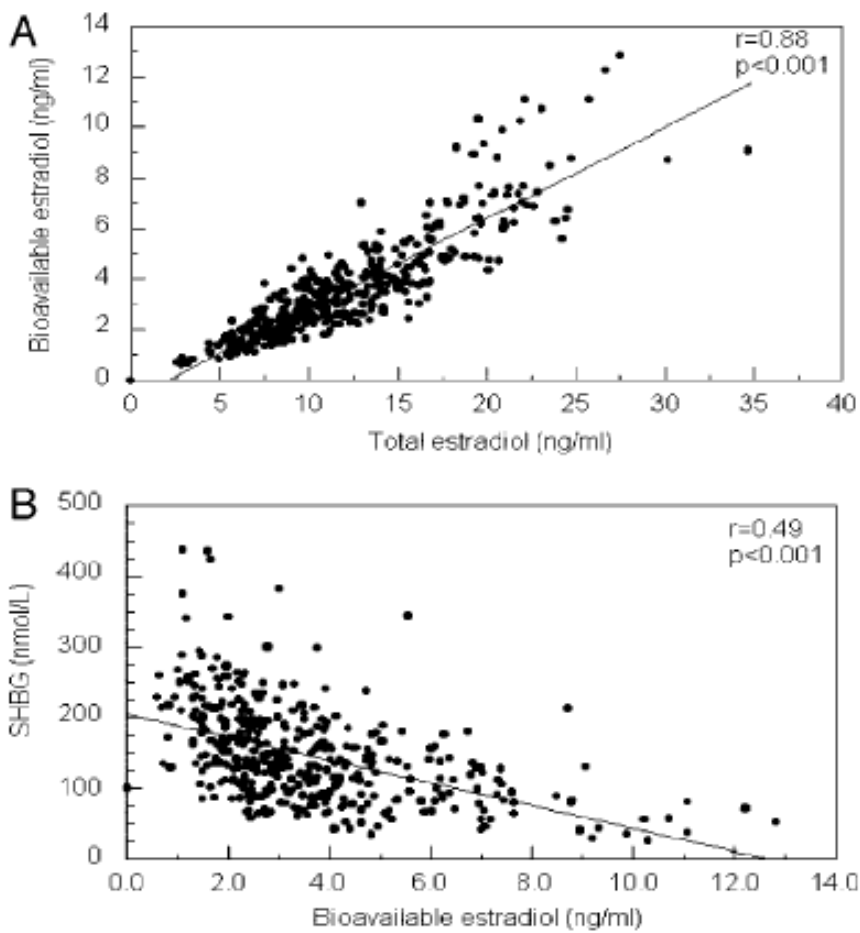 A
r=0.88
p<0.001
Bioavailable estradiol (ng/ml)
14
12
10
8
6
4
2
0
0 5 10 15 20 25 30 35 40
Total estradiol (ng/ml)
B
r=0.49
p<0.001
SHBG (nmol/L)
500
400
300
200
100
0
0.0 2.0 4.0 6.0 8.0 10.0 12.0 14.0
Bioavailable estradiol (ng/ml)